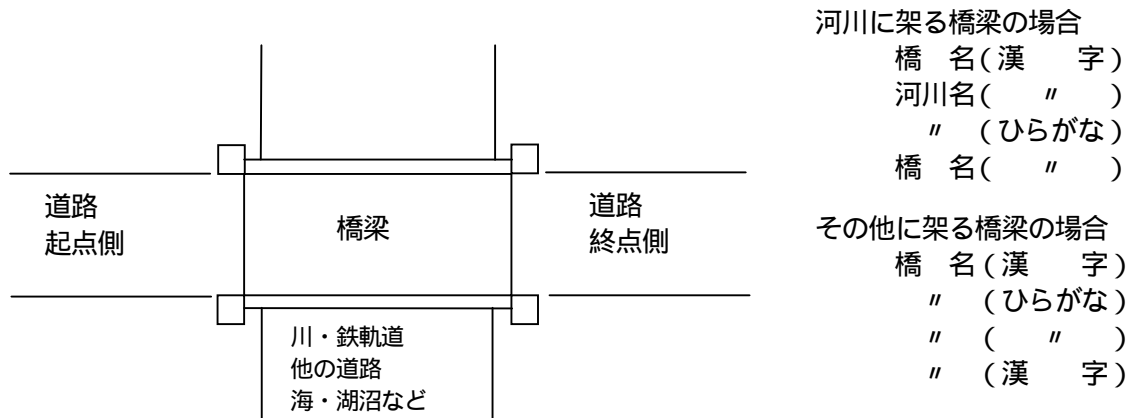 道路
起点側
橋梁
道路
終点側
川・鉄軌道
他の道路
海・湖沼など
河川に架る橋梁の場合
橋　名(漢　　字)
河川名(　　〃　　)
〃　(ひらがな)
橋　名(　　〃　　)
その他に架る橋梁の場合
橋　名(漢　　字)
〃　(ひらがな)
〃　(　　〃　　)
〃　(漢　　字)